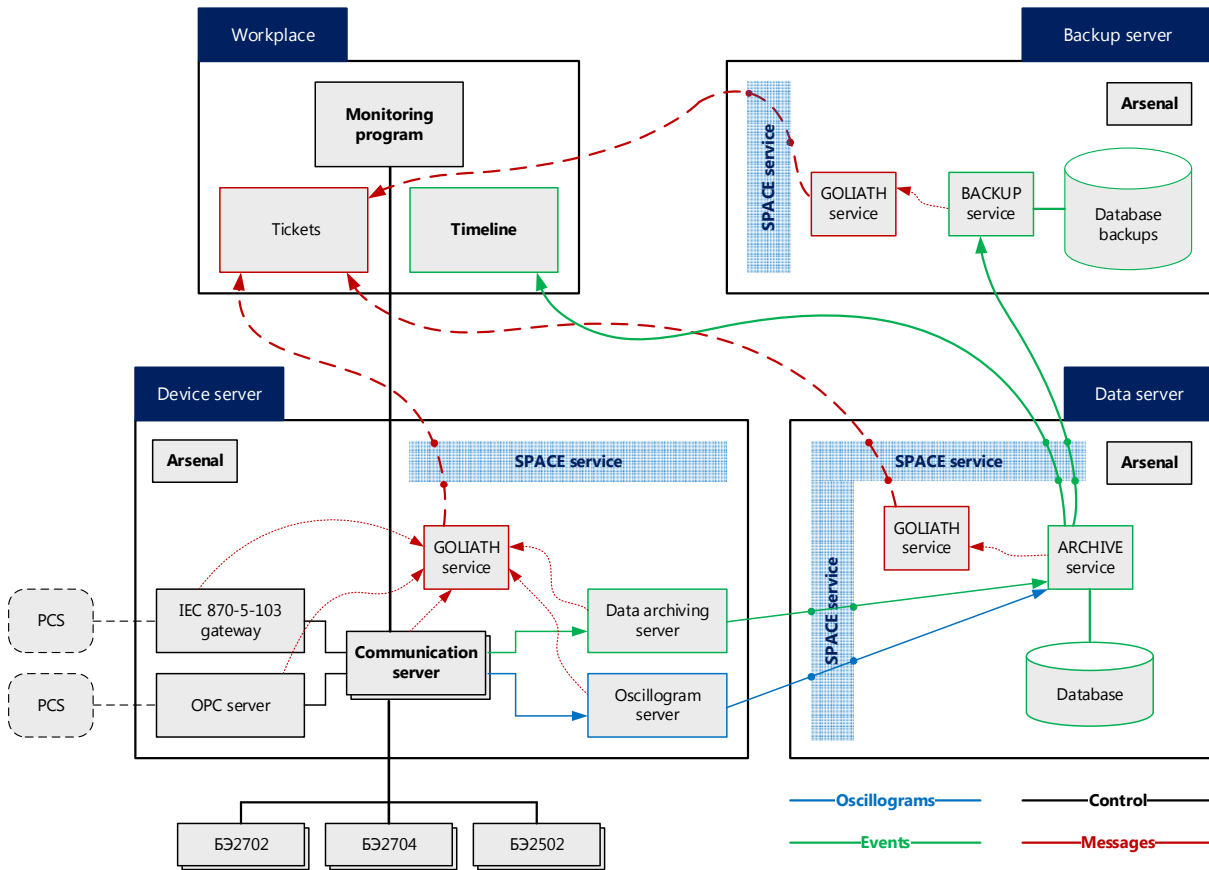 Workplace
Backup server
Monitoring
program
Arsenal
SPACE service
GOLIATH
service
BACKUP
service
Database
backups
Tickets
Timeline
Device server
Data server
Arsenal
SPACE service
SPACE service
Arsenal
GOLIATH
service
GOLIATH
service
ARCHIVE
service
SPACE service
PCS
IEC 870-5-103
gateway
Communication
server
Data archiving
server
PCS
OPC server
Oscillogram
server
Database
Oscillograms
Control
Events
Messages
БЭ2702
БЭ2704
БЭ2502